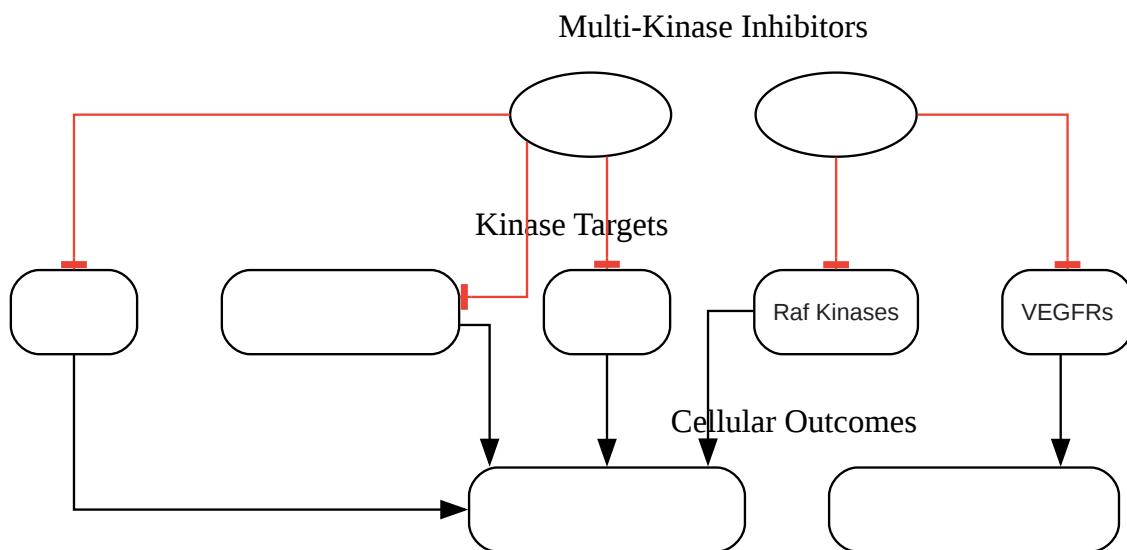 Multi-Kinase Inhibitors
Kinase Targets
Raf Kinases
VEGFRs
Cellular Outcomes